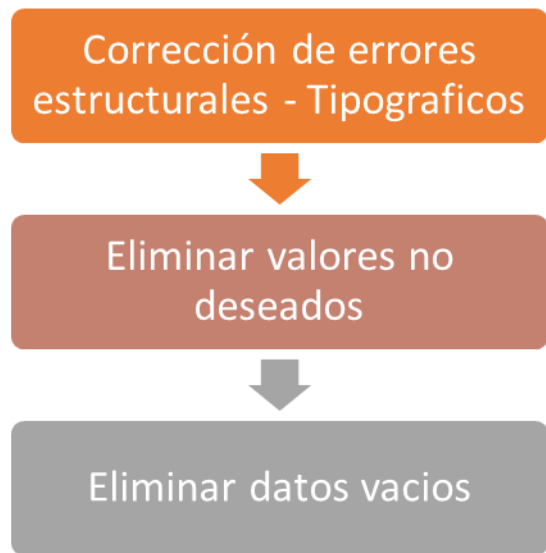 Corrección de errores
estructurales - Tipograficos
Eliminar valores no
deseados
Eliminar datos vacios